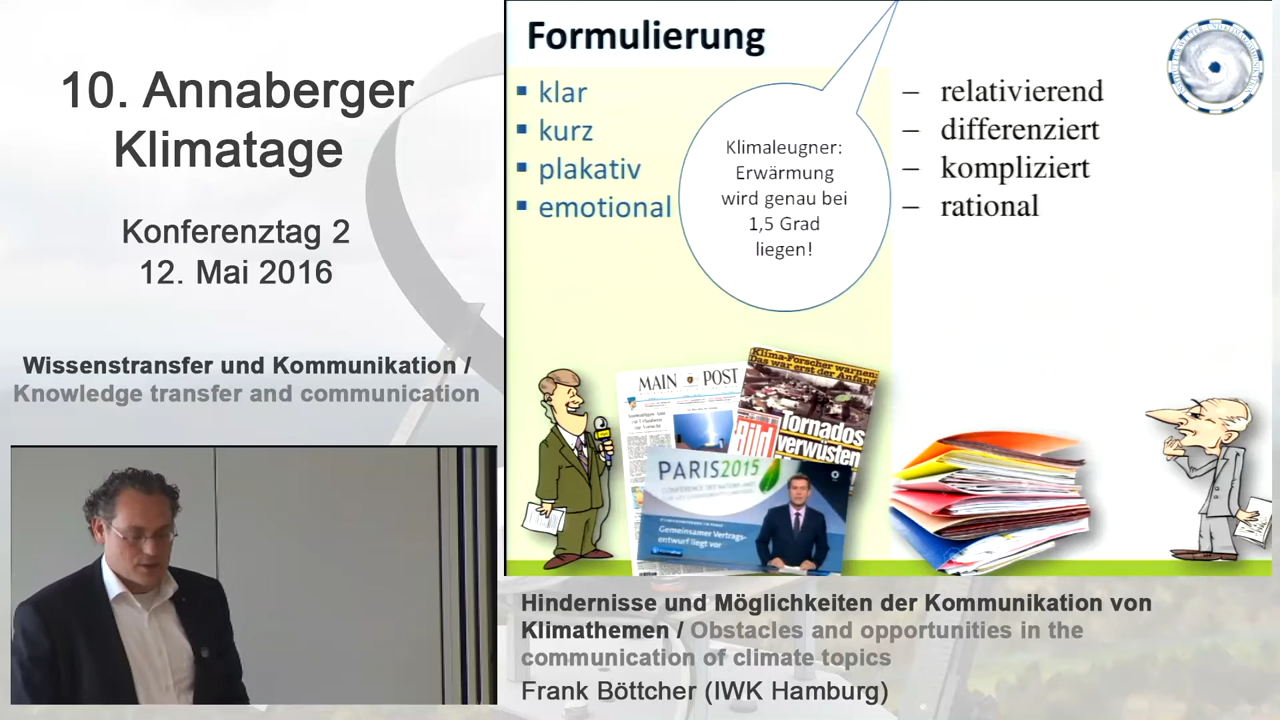 10. Annaberger
Klimatage
Konferenztag 2
12. Mai 2016
Wissenstransfer und Kommunikation /
Knowledge transfer and communication
Formulierung
▪ klar
▪ kurz
▪ plakativ
▪ emotional
Klimaleugner:
Erwärmung
wird genau bei
1,5 Grad
liegen!
– relativierend
– differenziert
– kompliziert
– rational
MAIN POST
Klima-Forscher warnen:
Das war erst der Anfang
Tornados
verwüsten
Bild
PARIS2015
Gemeinsamer Vertrags-
entwurf liegt vor
Hindernisse und Möglichkeiten der Kommunikation von
Klimathemen / Obstacles and opportunities in the
communication of climate topics
Frank Böttcher (IWK Hamburg)